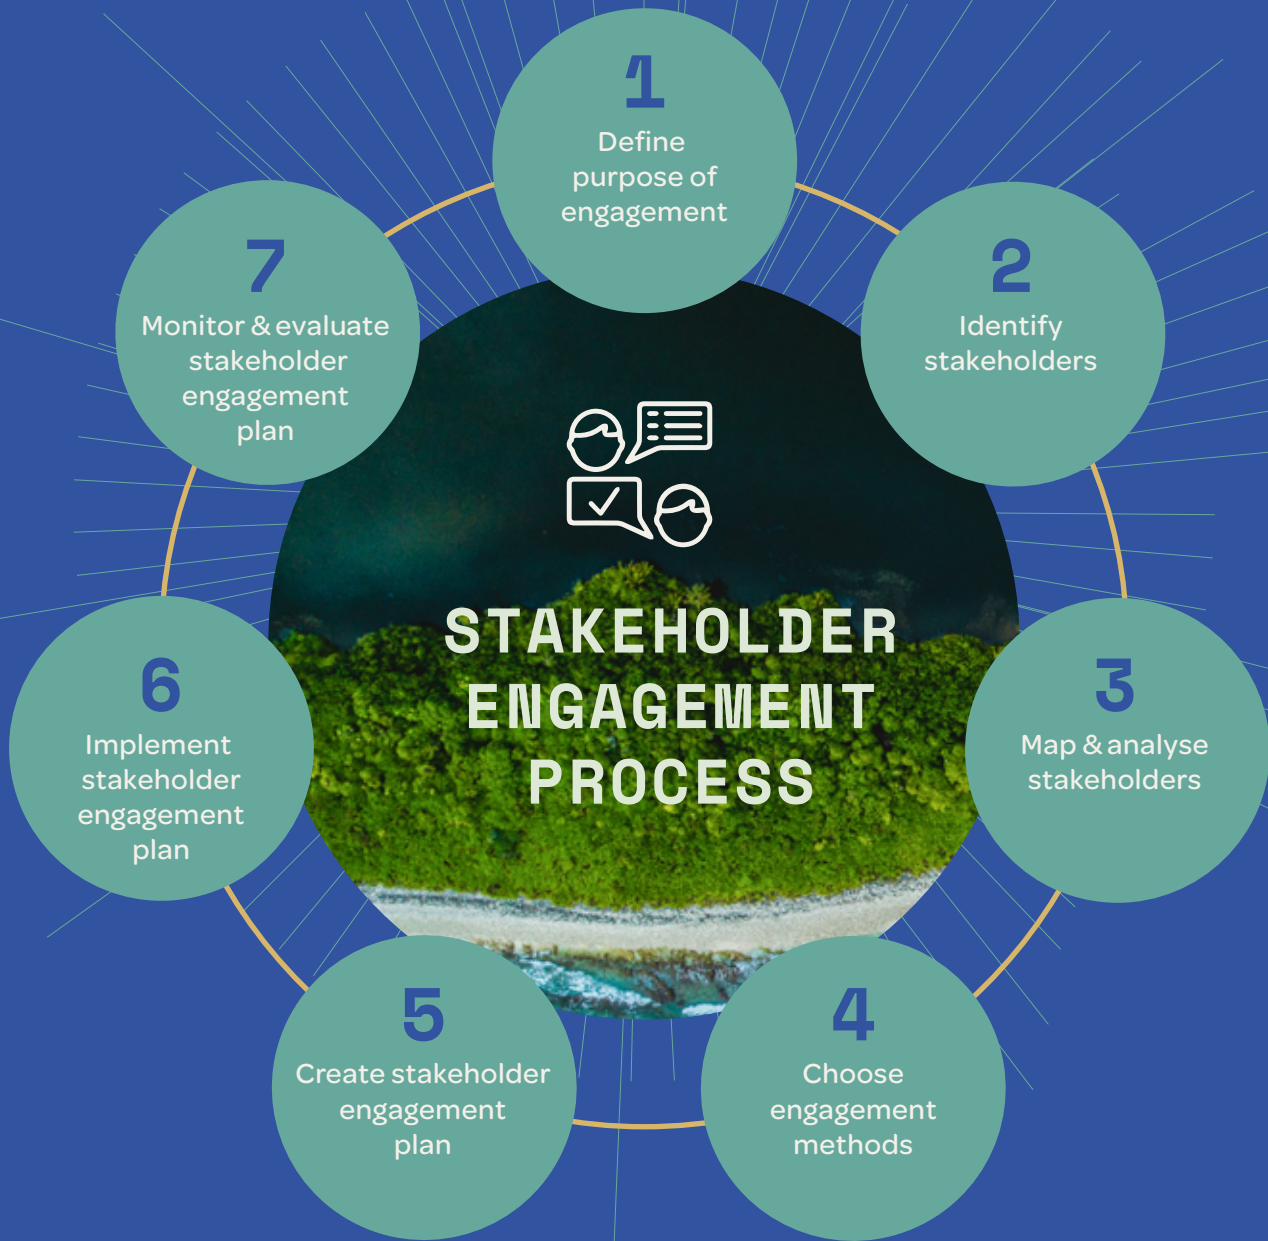 1
Define
purpose of
engagement
2
Identify
stakeholders
3
Map & analyse
stakeholders
4
Choose
engagement
methods
5
Create stakeholder
engagement
plan
6
Implement
stakeholder
engagement
plan
7
Monitor & evaluate
stakeholder
engagement
plan
STAKEHOLDER
ENGAGEMENT
PROCESS